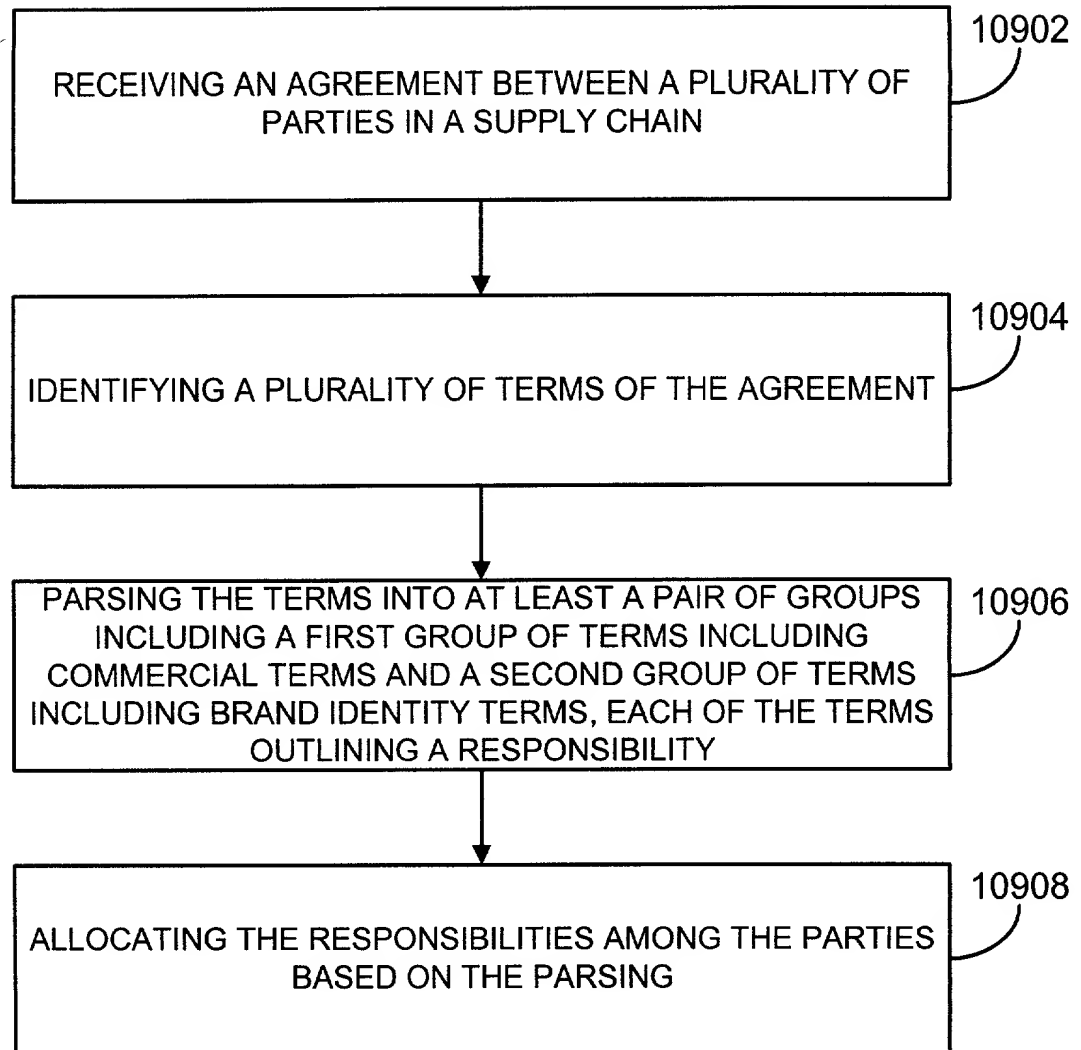 10902
RECEIVING AN AGREEMENT BETWEEN A PLURALITY OF
PARTIES IN A SUPPLY CHAIN
10904
IDENTIFYING A PLURALITY OF TERMS OF THE AGREEMENT
10906
PARSING THE TERMS INTO AT LEAST A PAIR OF GROUPS
INCLUDING A FIRST GROUP OF TERMS INCLUDING
COMMERCIAL TERMS AND A SECOND GROUP OF TERMS
INCLUDING BRAND IDENTITY TERMS, EACH OF THE TERMS
OUTLINING A RESPONSIBILITY
10908
ALLOCATING THE RESPONSIBILITIES AMONG THE PARTIES
BASED ON THE PARSING